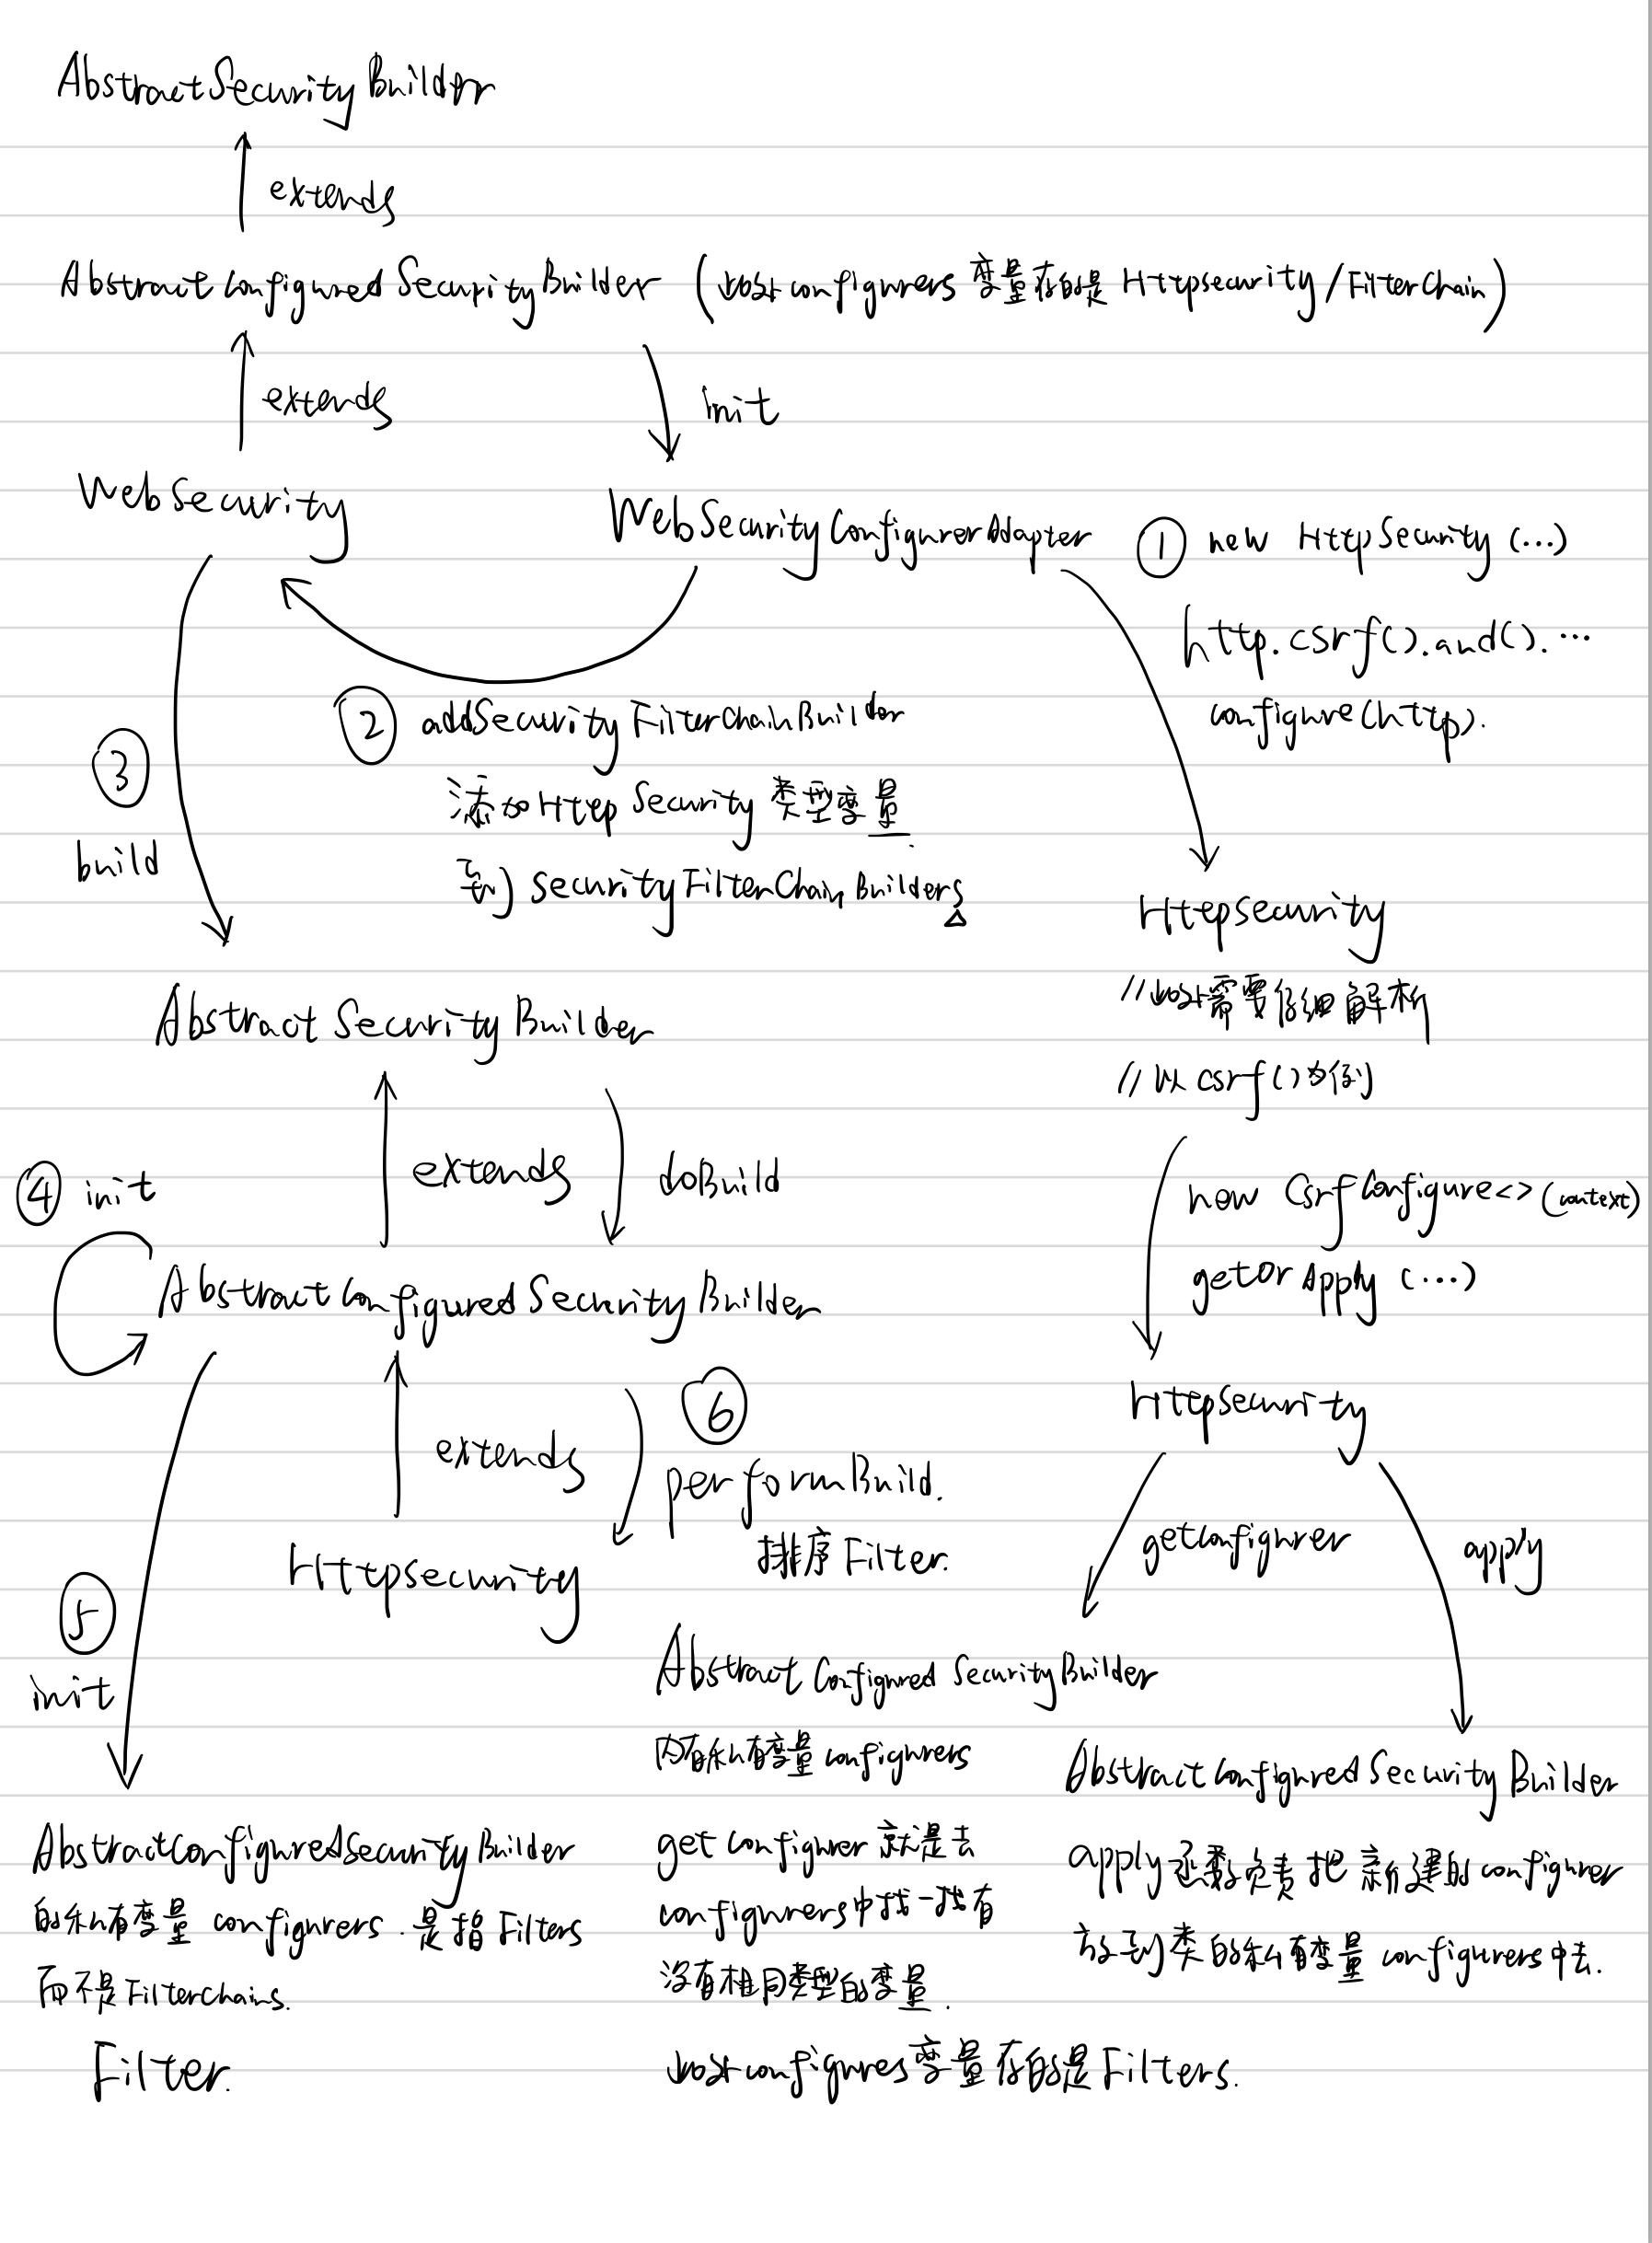 AbstractSecurityBuilder
extends
AbstractConfiguredSecurityBuilder (此时configurers变量存的是HttpSecurity/FilterChain)
extends
init
WebSecurity
WebSecurityConfigurerAdapter
① new HttpSecurity (...)
http.csrf().and(). ...
configure(http).
② addSecurityFilterChainBuilder
添加HttpSecurity类型变量.
到securityFilterChainBuilders
③
build
HttpSecurity
//此时需要仔细解析
//以csrf()为例
AbstractSecurityBuilder
extends
doBuild
④ init
new CsrfConfigure<>(context)
getOrApply (...)
AbstractConfiguredSecurityBuilder
HttpSecurity
extends
⑥
performBuild.
排序Filter.
HttpSecurity
getConfigurer
apply
⑤
init
AbstractConfiguredSecurityBuilder
内有私有变量configurers
getConfigurer就是去
configurers中找一找有
没有相同类型的变量.
此时configures变量存的是Filters.
AbstractConfiguredSecurityBuilder
apply函数负责把新建的configurer
放到类的私有变量configurers中去.
AbstractConfiguredSecurityBuilder
的私有变量configurers.是指Filters
而不是FilterChains.
Filter.